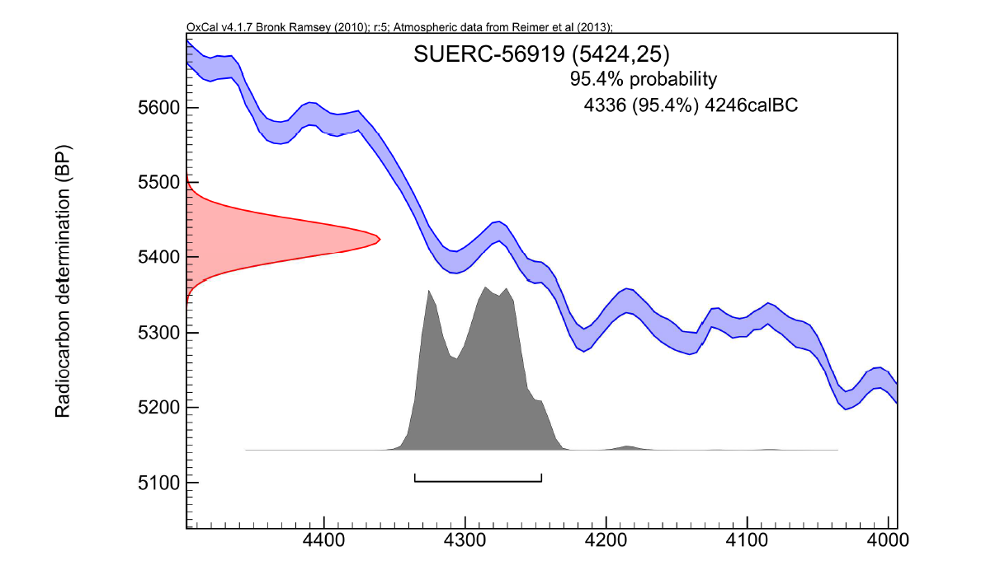 OxCal v4.1.7 Bronk Ramsey (2010); r:5; Atmospheric data from Reimer et al (2013);
SUERC-56919 (5424,25)
95.4% probability
4336 (95.4%) 4246calBC
Radiocarbon determination (BP)
5600
5500
5400
5300
5200
5100
4400 4300 4200 4100 4000